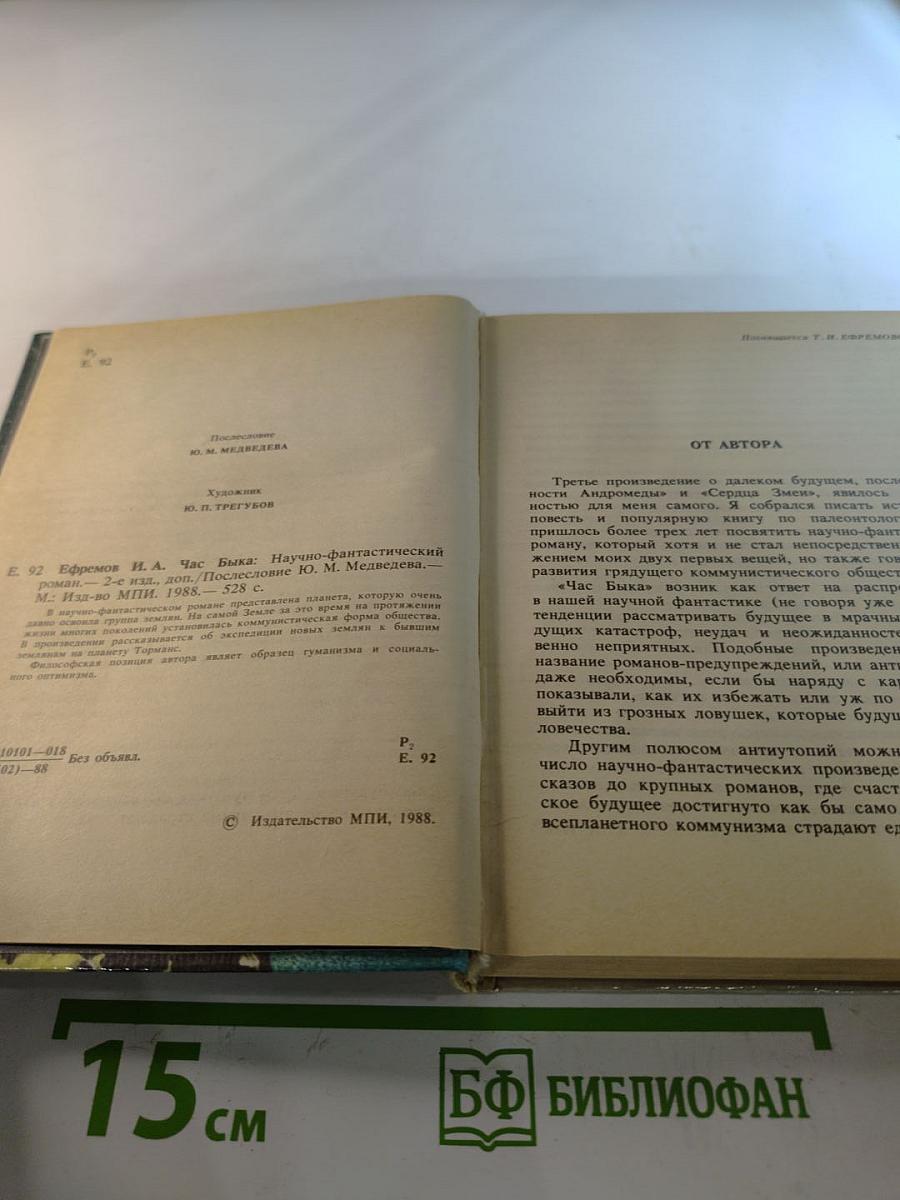 Р₂
Е. 92
Послесловие
Ю. М. МЕДВЕДЕВА
Художник
Ю. П. ТРЕГУБОВ
Е. 92 Ефремов И. А. Час Быка: Научно-фантастический
роман.— 2-е изд., доп./Послесловие Ю. М. Медведева.—
М.: Изд-во МПИ. 1988.— 528 с.
В научно-фантастическом романе представлена планета, которую очень
давно освоила группа землян. На самой Земле за это время на протяжении
жизни многих поколений установилась коммунистическая форма общества.
В произведении рассказывается об экспедиции новых землян к бывшим
землянам на планету Торманс.
Философская позиция автора являет образец гуманизма и социаль-
ного оптимизма.
10101—018
02)—88
Без объявл.
Р₂
Е. 92
© Издательство МПИ, 1988.
Посвящается Т. И. ЕФРЕМОВО
ОТ АВТОРА
Третье произведение о далеком будущем, после
ности Андромеды» и «Сердца Змеи», явилось
ностью для меня самого. Я собрался писать ист
повесть и популярную книгу по палеонтолог
пришлось более трех лет посвятить научно-фант
роману, который хотя и не стал непосредствен
жением моих двух первых вещей, но также гов
развития грядущего коммунистического общест
«Час Быка» возник как ответ на распро
в нашей научной фантастике (не говоря уже
тенденции рассматривать будущее в мрачны
дущих катастроф, неудач и неожиданносте
венно неприятных. Подобные произведен
название романов-предупреждений, или анти
даже необходимы, если бы наряду с кар
показывали, как их избежать или уж по
выйти из грозных ловушек, которые будущ
ловечества.
Другим полюсом антиутопий можн
число научно-фантастических произведе
сказов до крупных романов, где счаст
ское будущее достигнуто как бы само
всепланетного коммунизма страдают ед
15 см
БФ БИБЛИОФАН